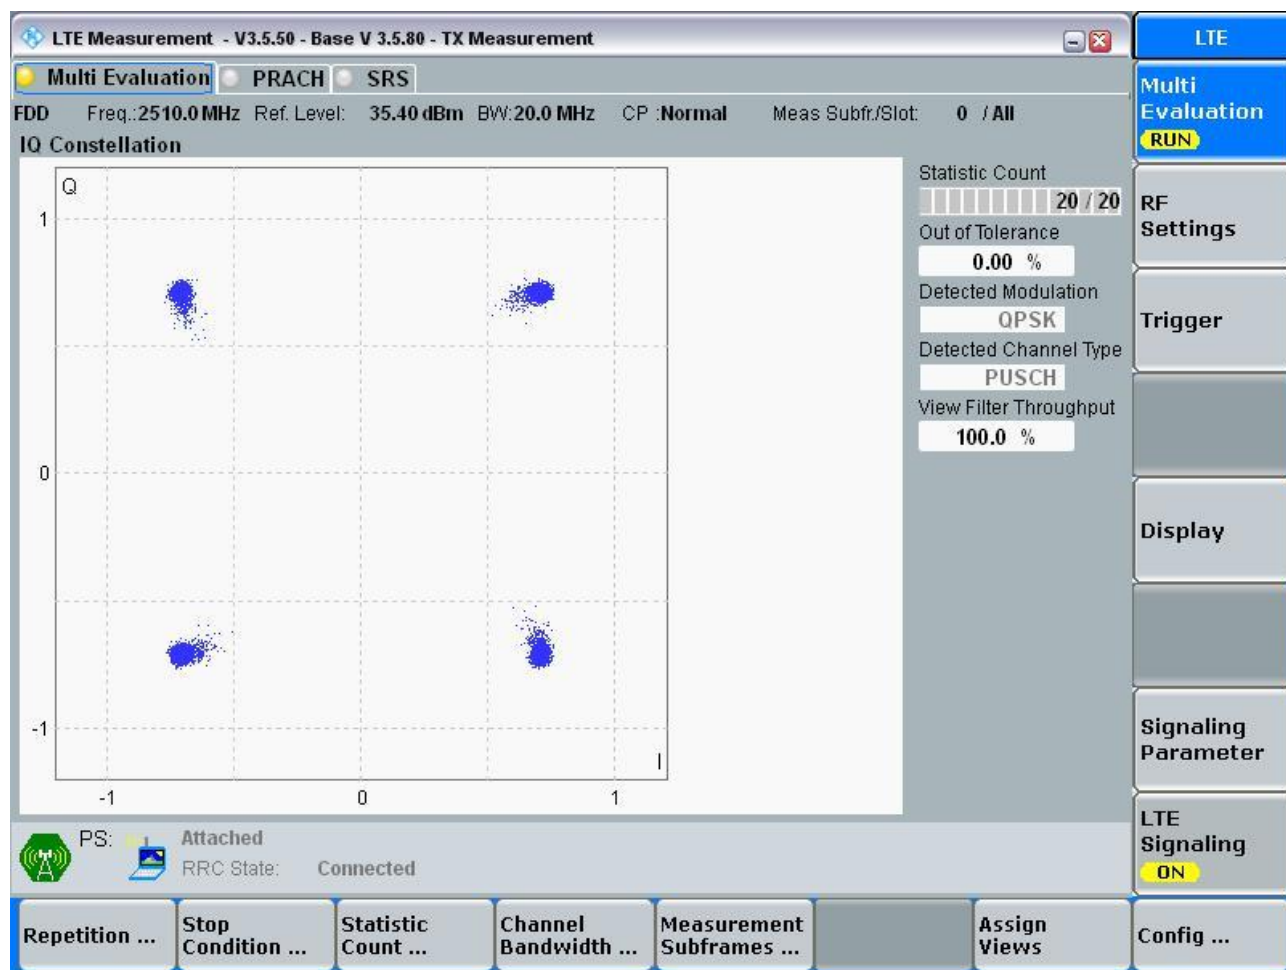 LTE Measurement - V3.5.50 - Base V 3.5.80 - TX Measurement
LTE
Multi Evaluation PRACH SRS
FDD Freq.:2510.0 MHz Ref. Level: 35.40 dBm BW:20.0 MHz CP :Normal Meas Subfr./Slot: 0 / All
IQ Constellation
Q
1
0
-1
I
-1 0 1
Statistic Count
20 / 20
Out of Tolerance
0.00 %
Detected Modulation
QPSK
Detected Channel Type
PUSCH
View Filter Throughput
100.0 %
Multi
Evaluation
RUN
RF
Settings
Trigger
Display
Signaling
Parameter
LTE
Signaling
ON
PS: Attached
RRC State: Connected
Repetition ...
Stop
Condition ...
Statistic
Count ...
Channel
Bandwidth ...
Measurement
Subframes ...
Assign
Views
Config ...